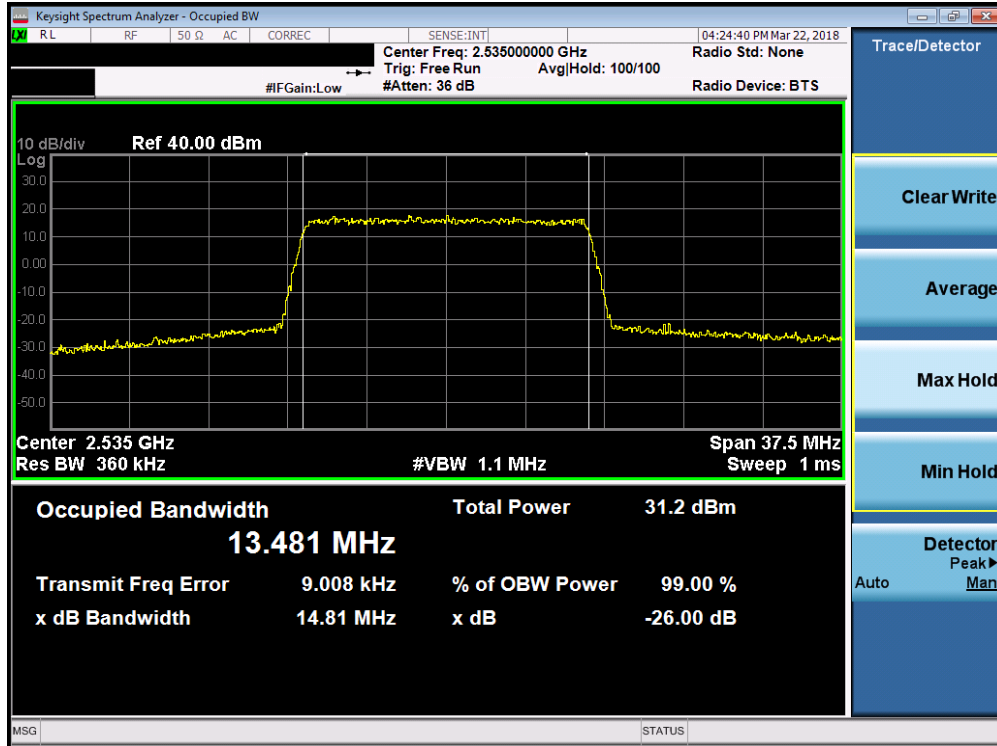 Keysight Spectrum Analyzer - Occupied BW
LXI RL RF 50 Ω AC CORREC SENSE:INT 04:24:40 PM Mar 22, 2018
Center Freq: 2.535000000 GHz Radio Std: None
Trig: Free Run Avg|Hold: 100/100
#IFGain:Low #Atten: 36 dB Radio Device: BTS
10 dB/div Ref 40.00 dBm
Log
30.0
20.0
10.0
0.00
-10.0
-20.0
-30.0
-40.0
-50.0
Center 2.535 GHz Span 37.5 MHz
Res BW 360 kHz #VBW 1.1 MHz Sweep 1 ms
Occupied Bandwidth Total Power 31.2 dBm
13.481 MHz
Transmit Freq Error 9.008 kHz % of OBW Power 99.00 %
x dB Bandwidth 14.81 MHz x dB -26.00 dB
MSG STATUS
Trace/Detector
Clear Write
Average
Max Hold
Min Hold
Detector
Peak▶
Auto Man